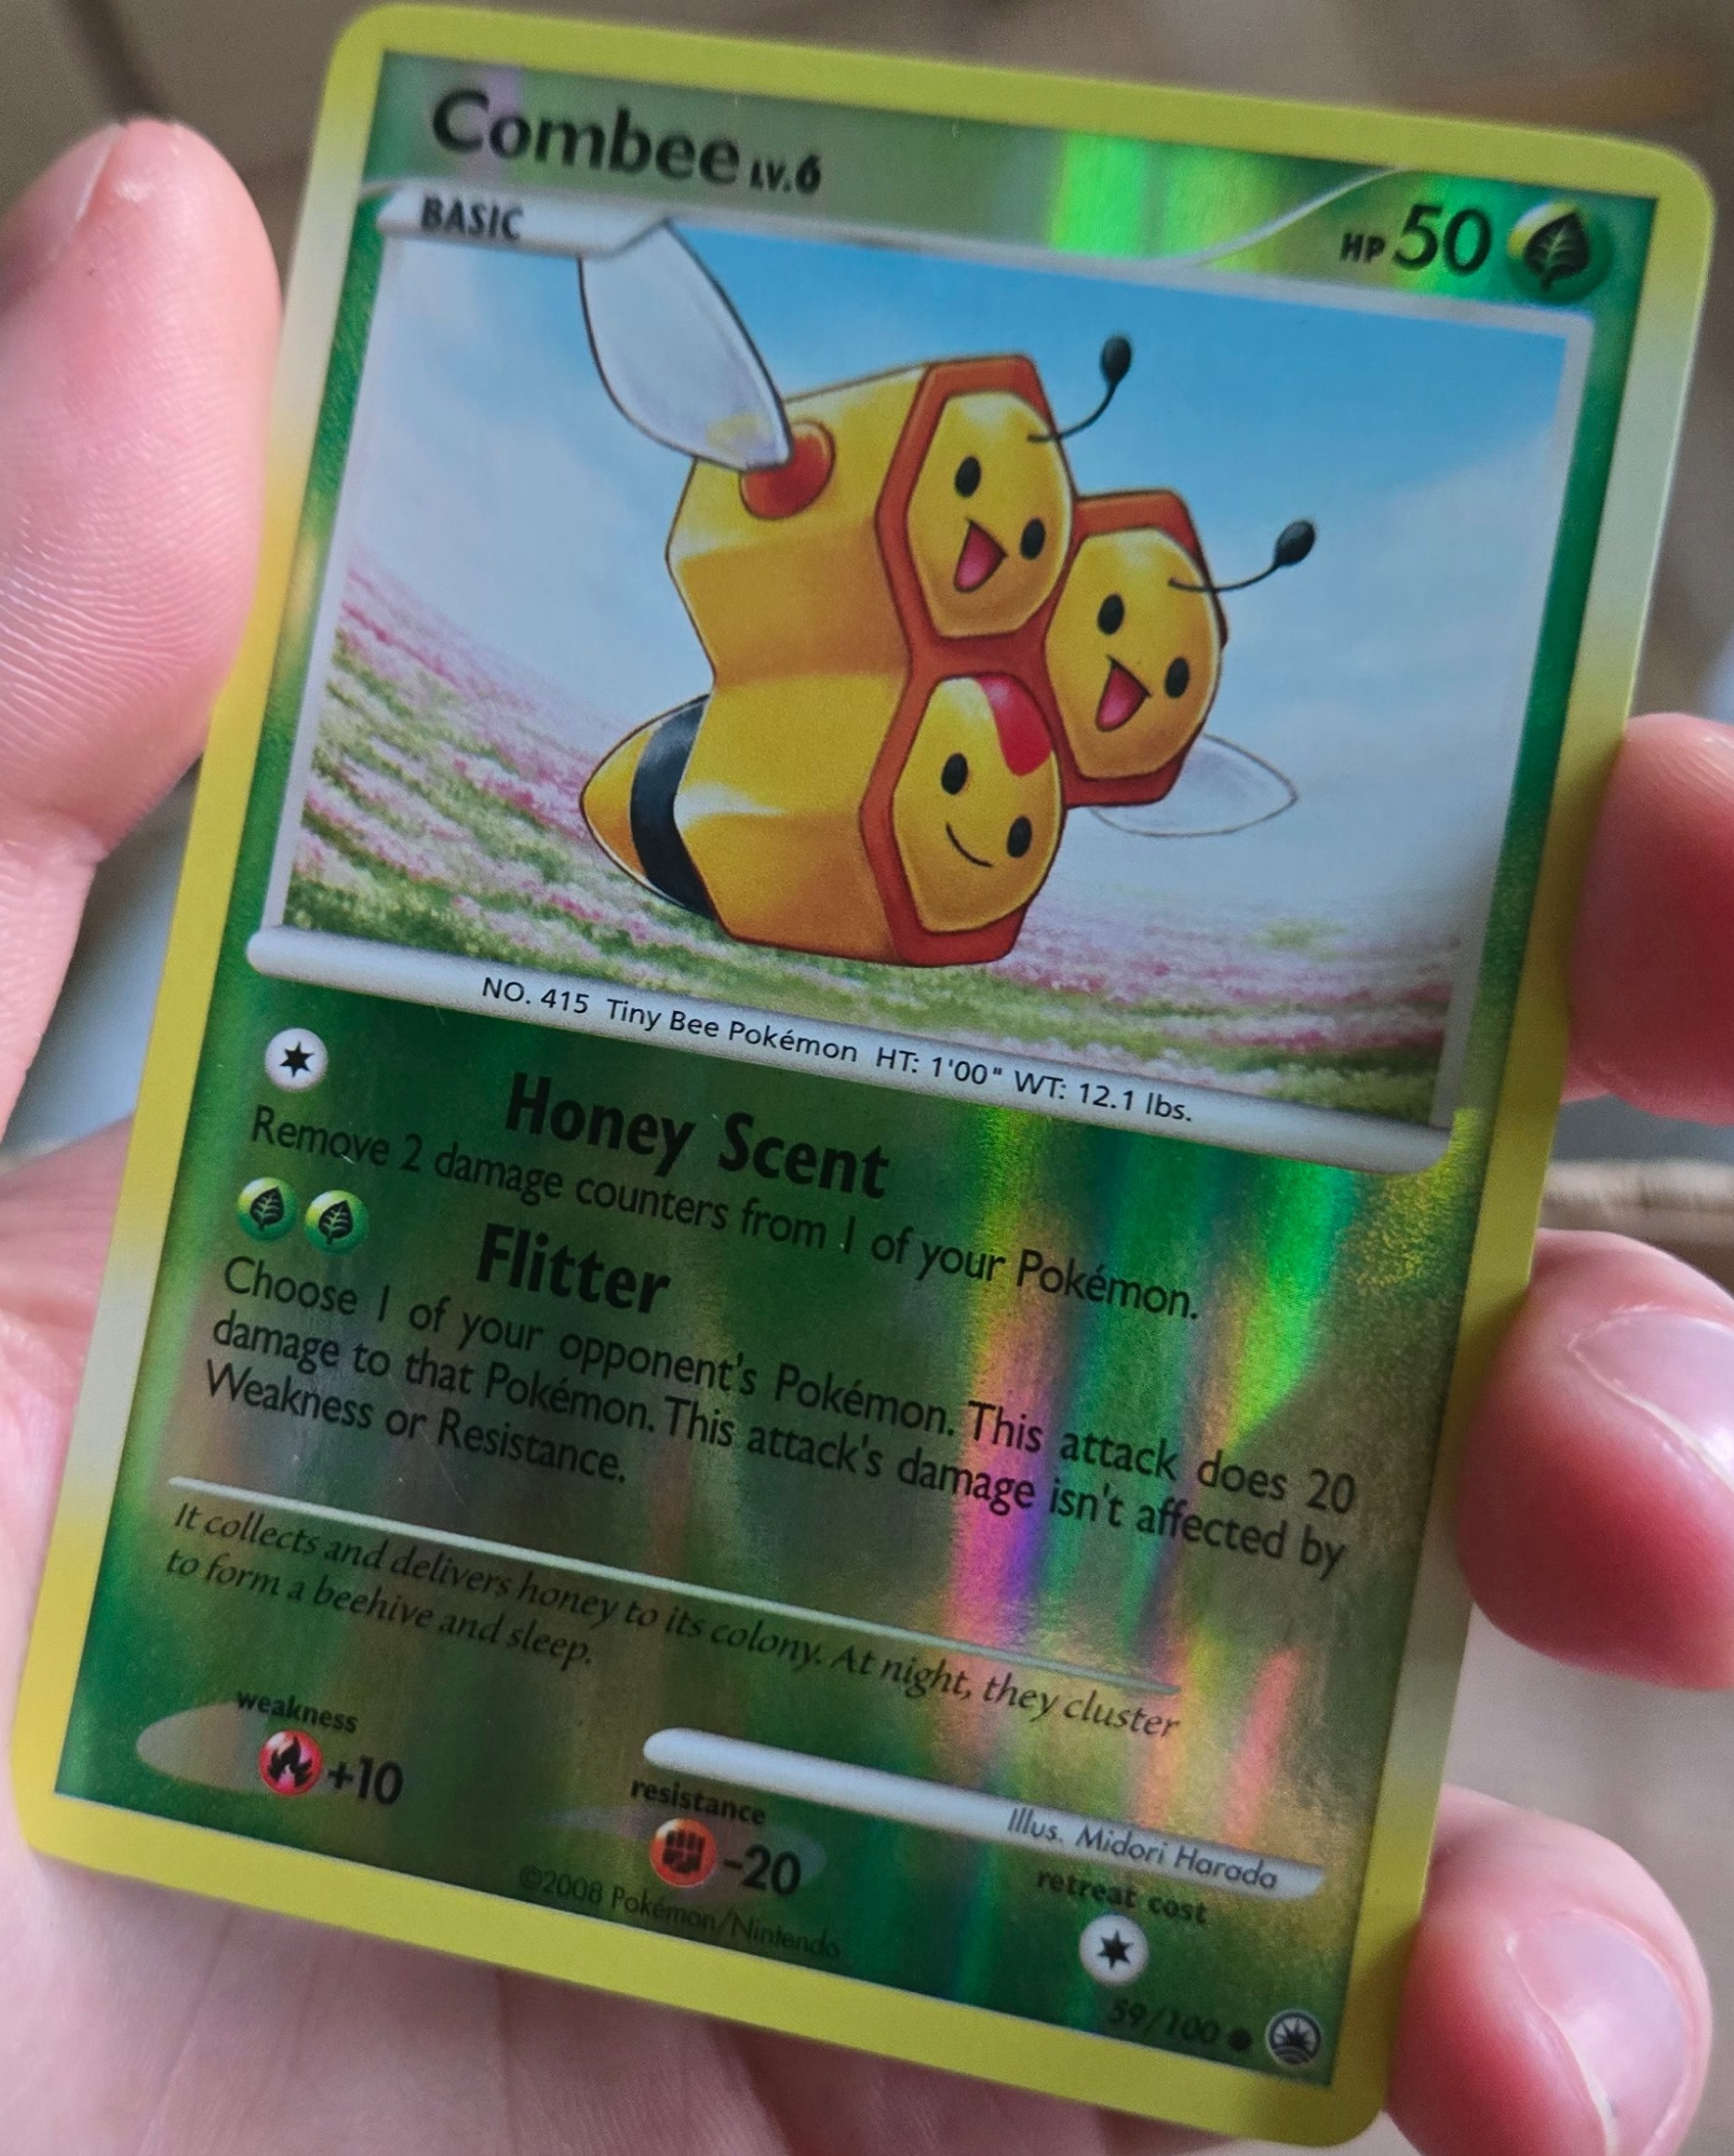 Combee LV.6
HP 50
BASIC
NO. 415 Tiny Bee Pokémon HT: 1'00" WT: 12.1 lbs.
Honey Scent
Remove 2 damage counters from 1 of your Pokémon.
Flitter
Choose 1 of your opponent's Pokémon. This attack does 20
damage to that Pokémon. This attack's damage isn't affected by
Weakness or Resistance.
It collects and delivers honey to its colony. At night, they cluster
to form a beehive and sleep.
weakness
+10
resistance
-20
Illus. Midori Harada
retreat cost
©2008 Pokémon/Nintendo
59/100